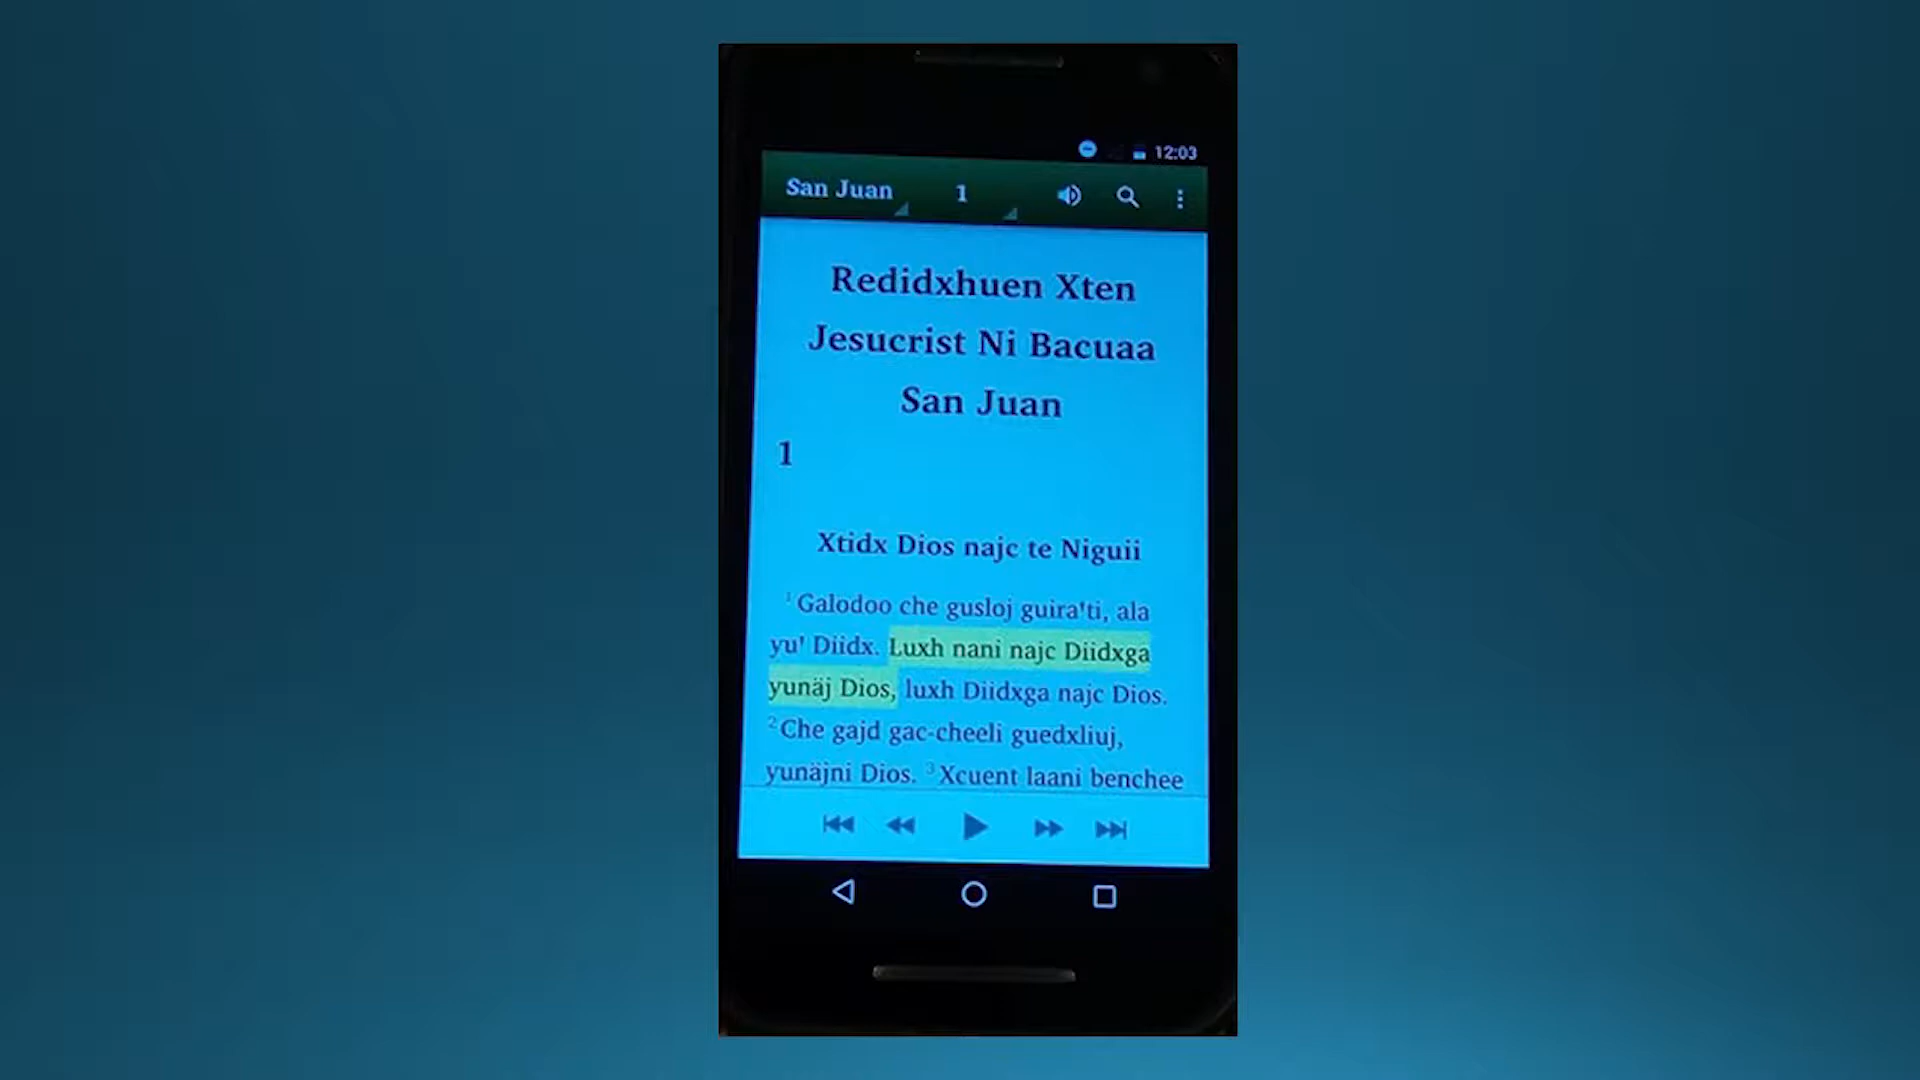 12:03
San Juan 1
Redidxhuen Xten
Jesucrist Ni Bacuaa
San Juan
1
Xtidx Dios najc te Niguii
1 Galodoo che gusloj guira'ti, ala
yu' Diidx. Luxh nani najc Diidxga
yunäj Dios, luxh Diidxga najc Dios.
2 Che gajd gac-cheeli guedxliuj,
yunäjni Dios. 3 Xcuent laani benchee